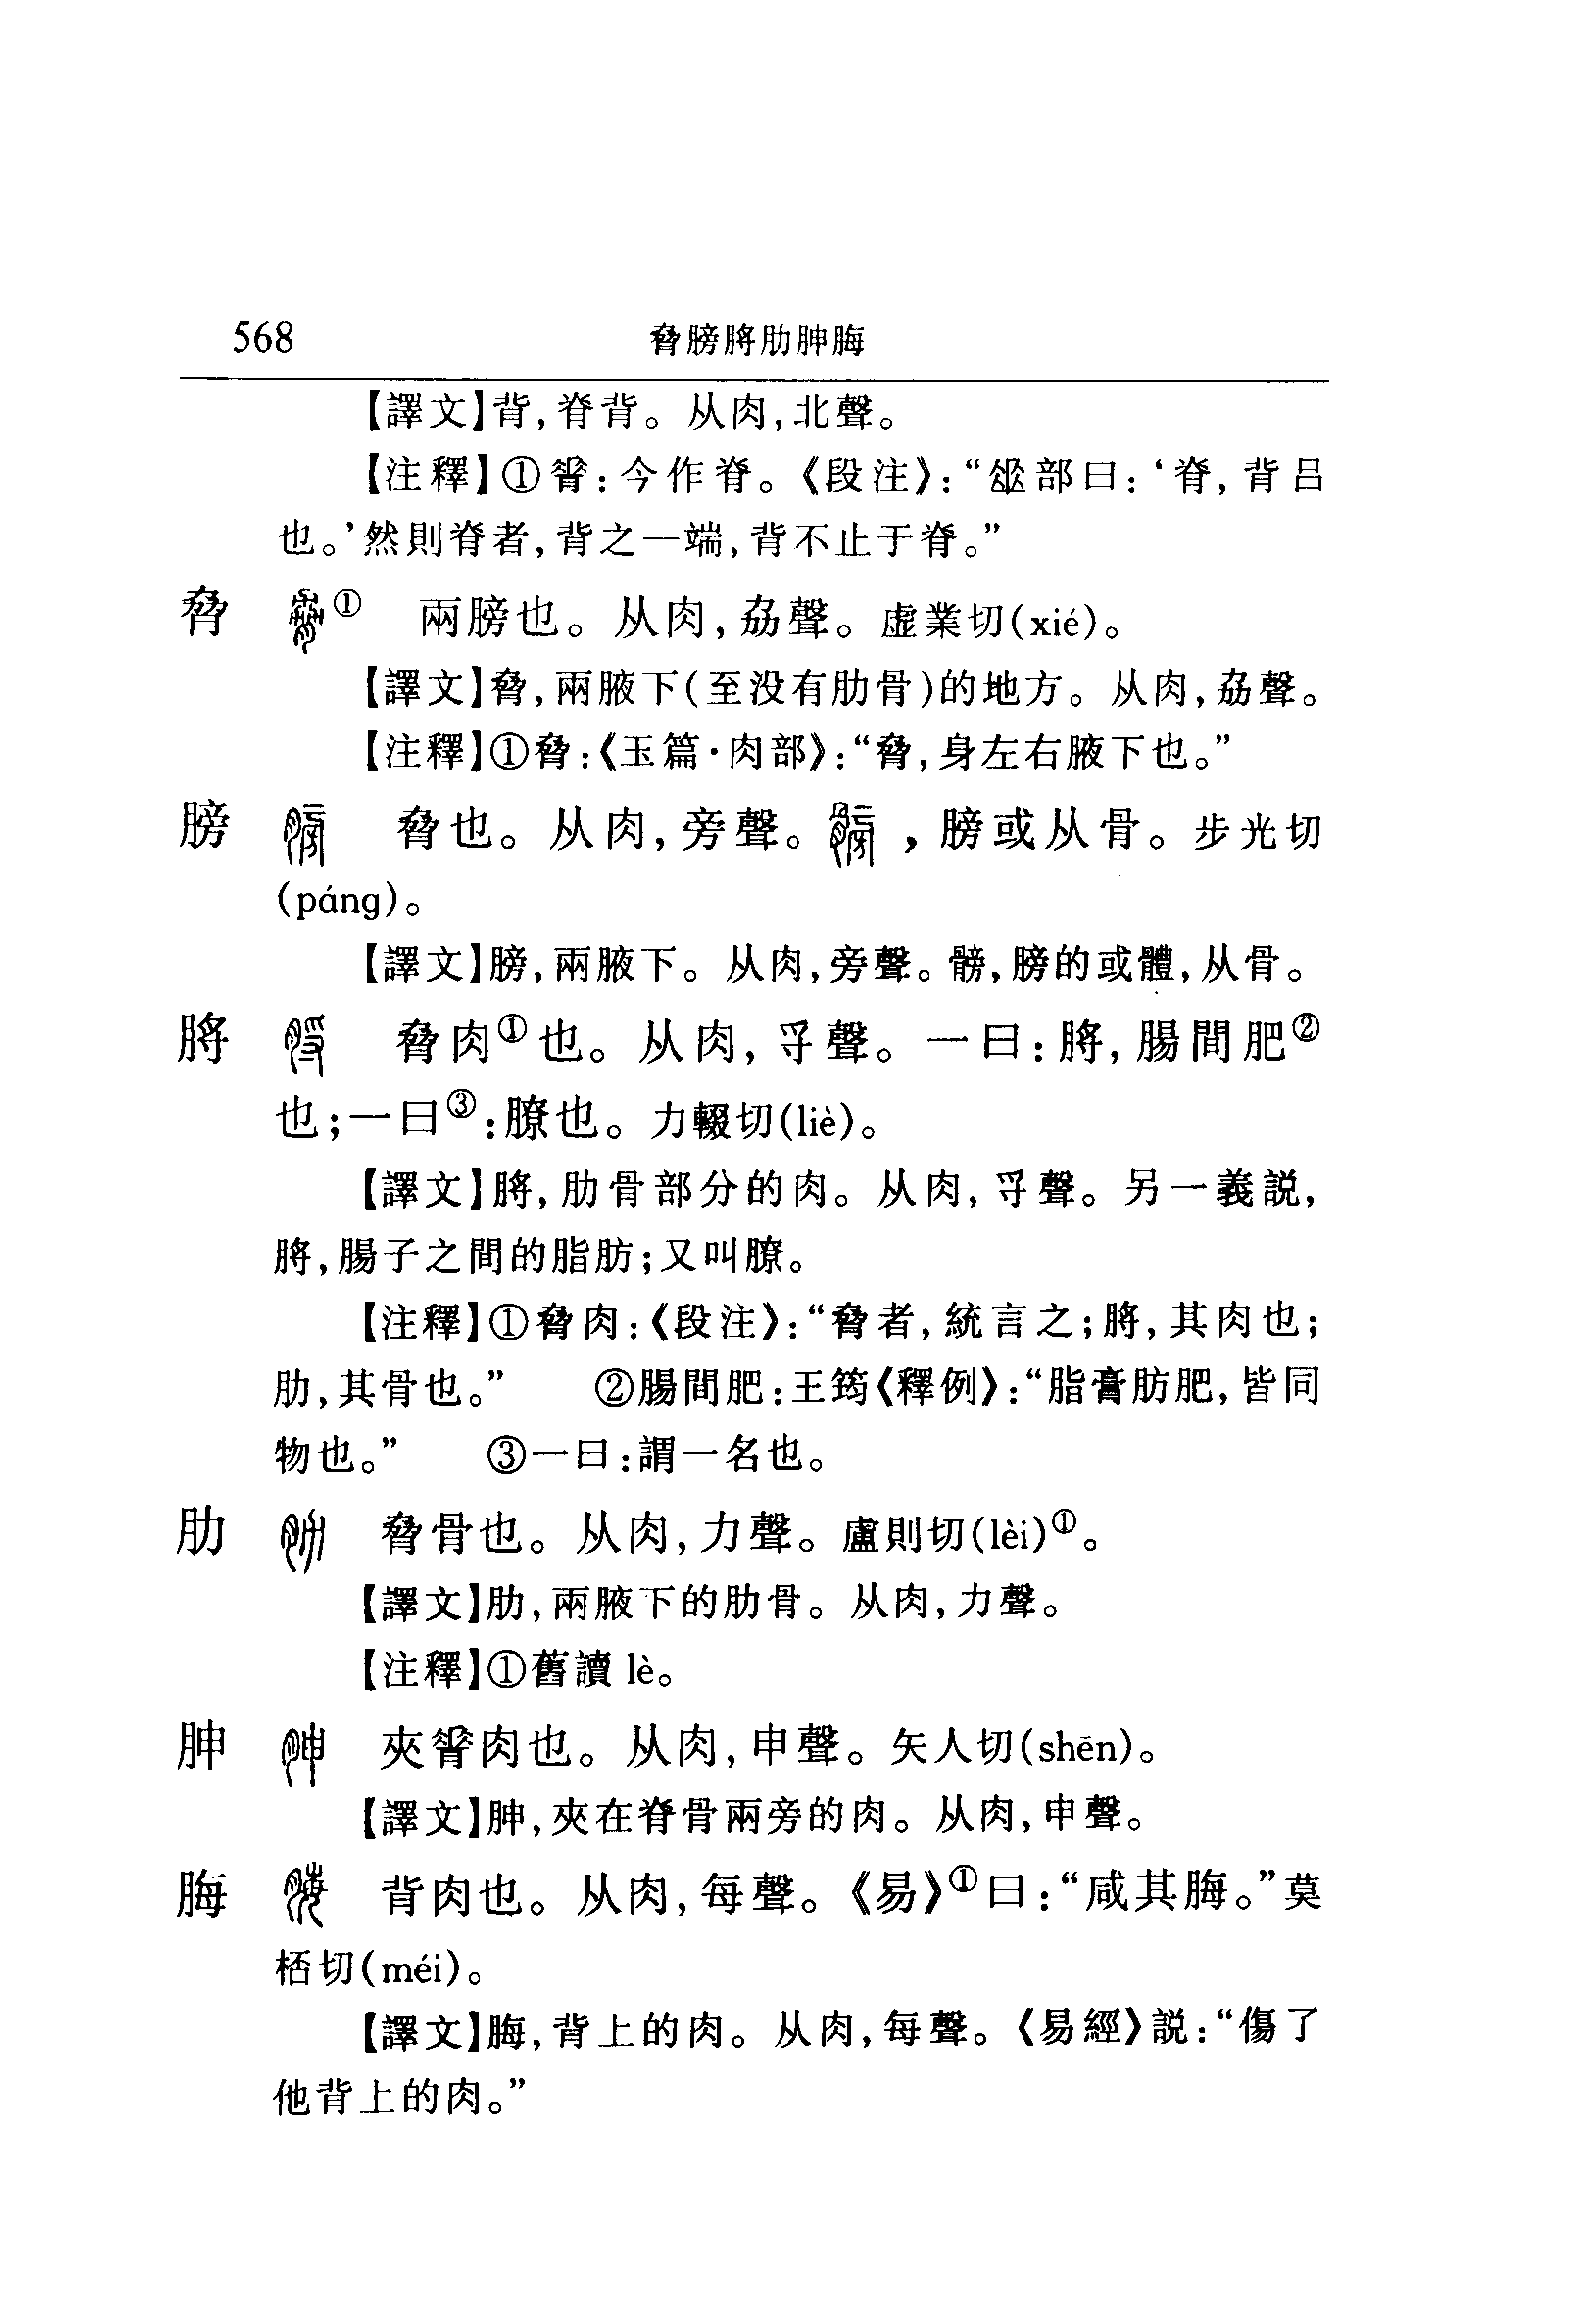 568 脅膀脟肋胂脢
【譯文】背，脊背。从肉，北聲。
【注釋】①𦟝：今作脊。《段注》：“𠦬部曰：‘脊，背吕
也。’然則脊者，背之一端，背不止于脊。”
脅 ① 兩膀也。从肉，劦聲。虚業切(xié)。
【譯文】脅，兩腋下(至没有肋骨)的地方。从肉，劦聲。
【注釋】①脅：《玉篇·肉部》：“脅，身左右腋下也。”
膀 脅也。从肉，旁聲。，膀或从骨。步光切
(páng)。
【譯文】膀，兩腋下。从肉，旁聲。髈，膀的或體，从骨。
脟 脅肉①也。从肉，寽聲。一曰：脟，腸間肥②
也；一曰③：膫也。力輟切(liè)。
【譯文】脟，肋骨部分的肉。从肉，寽聲。另一義説，
脟，腸子之間的脂肪；又叫膫。
【注釋】①脅肉：《段注》：“脅者，統言之；脟，其肉也；
肋，其骨也。” ②腸間肥：王筠《釋例》：“脂膏肪肥，皆同
物也。” ③一曰：謂一名也。
肋 脅骨也。从肉，力聲。盧則切(lèi)①。
【譯文】肋，兩腋下的肋骨。从肉，力聲。
【注釋】①舊讀lè。
胂 夾𦟝肉也。从肉，申聲。矢人切(shēn)。
【譯文】胂，夾在脊骨兩旁的肉。从肉，申聲。
脢 背肉也。从肉，每聲。《易》①曰：“咸其脢。”莫
桮切(méi)。
【譯文】脢，背上的肉。从肉，每聲。《易經》説：“傷了
他背上的肉。”